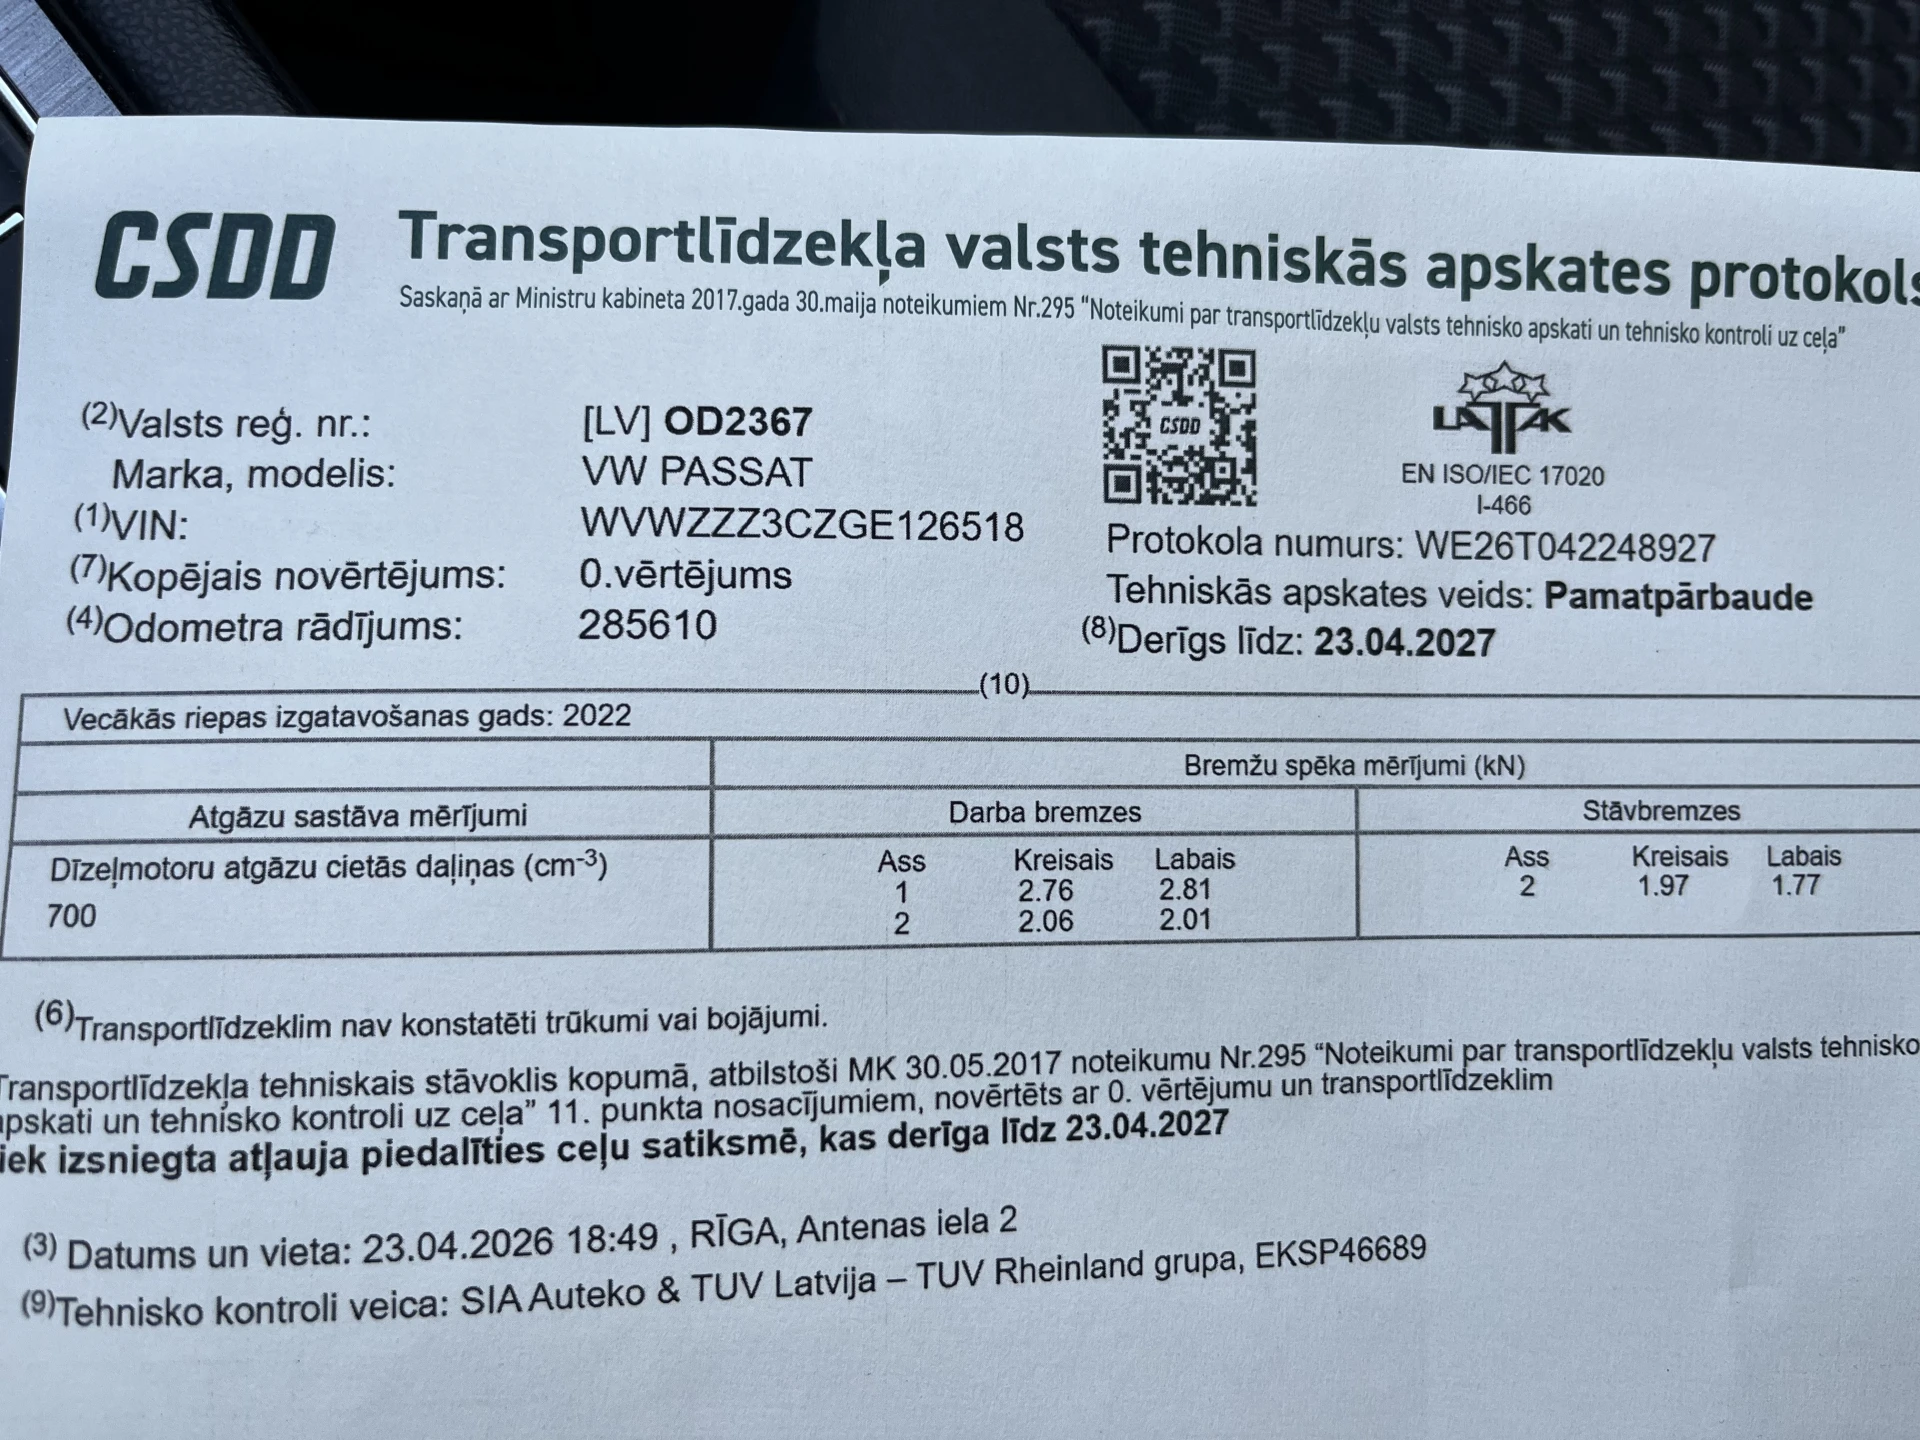 CSDD
Transportlīdzekļa valsts tehniskās apskates protokols
Saskaņā ar Ministru kabineta 2017.gada 30.maija noteikumiem Nr.295 "Noteikumi par transportlīdzekļu valsts tehnisko apskati un tehnisko kontroli uz ceļa"
(2)Valsts reģ. nr.: [LV] OD2367
Marka, modelis: VW PASSAT
(1)VIN: WVWZZZ3CZGE126518
(7)Kopējais novērtējums: 0.vērtējums
(4)Odometra rādījums: 285610
CSDD
LATAK
EN ISO/IEC 17020
I-466
Protokola numurs: WE26T042248927
Tehniskās apskates veids: Pamatpārbaude
(8)Derīgs līdz: 23.04.2027
(10)
Vecākās riepas izgatavošanas gads: 2022
Bremžu spēka mērījumi (kN)
Atgāzu sastāva mērījumi Darba bremzes Stāvbremzes
Dīzeļmotoru atgāzu cietās daļiņas (cm-3)
700
Ass Kreisais Labais
1 2.76 2.81
2 2.06 2.01
Ass Kreisais Labais
2 1.97 1.77
(6)Transportlīdzeklim nav konstatēti trūkumi vai bojājumi.
Transportlīdzekļa tehniskais stāvoklis kopumā, atbilstoši MK 30.05.2017 noteikumu Nr.295 “Noteikumi par transportlīdzekļu valsts tehnisko
apskati un tehnisko kontroli uz ceļa” 11. punkta nosacījumiem, novērtēts ar 0. vērtējumu un transportlīdzeklim
iek izsniegta atļauja piedalīties ceļu satiksmē, kas derīga līdz 23.04.2027
(3) Datums un vieta: 23.04.2026 18:49 , RĪGA, Antenas iela 2
(9)Tehnisko kontroli veica: SIA Auteko & TUV Latvija – TUV Rheinland grupa, EKSP46689